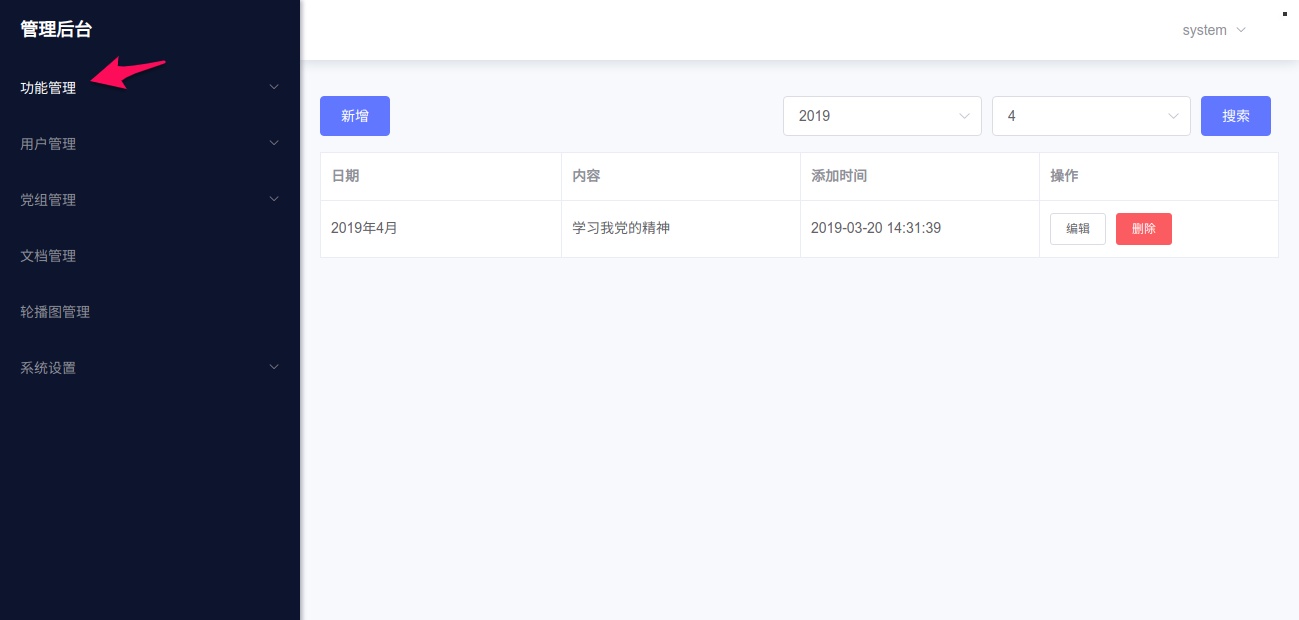 管理后台
功能管理
用户管理
党组管理
文档管理
轮播图管理
系统设置
system
新增 2019 4 搜索
日期 内容 添加时间 操作
2019年4月 学习我党的精神 2019-03-20 14:31:39 编辑 删除